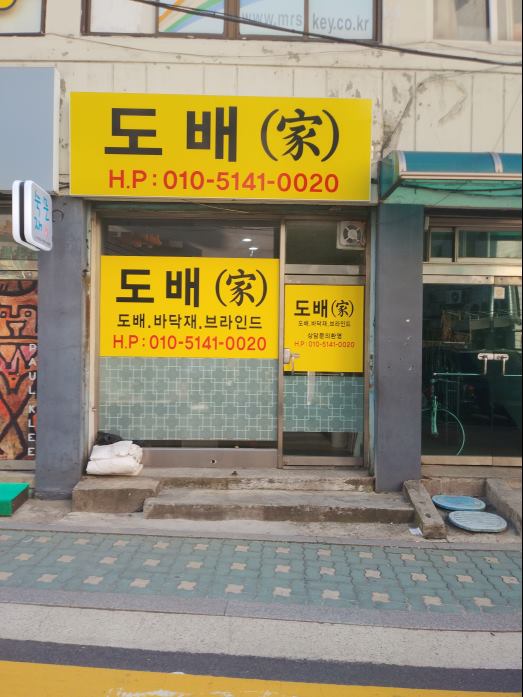 www.mrs key.co.kr
도배(家)
H.P : 010-5141-0020
도배(家)
도배.바닥재.브라인드
H.P : 010-5141-0020
도배(家)
도배.바닥재.브라인드
상담문의환영
H.P : 010-5141-0020
PAUL KLEE